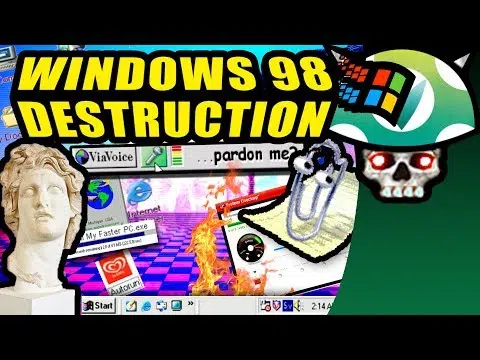 WINDOWS 98
DESTRUCTION
ViaVoice
...pardon me?
Internet
My Faster PC.exe
Autorun
Start
2:14 A